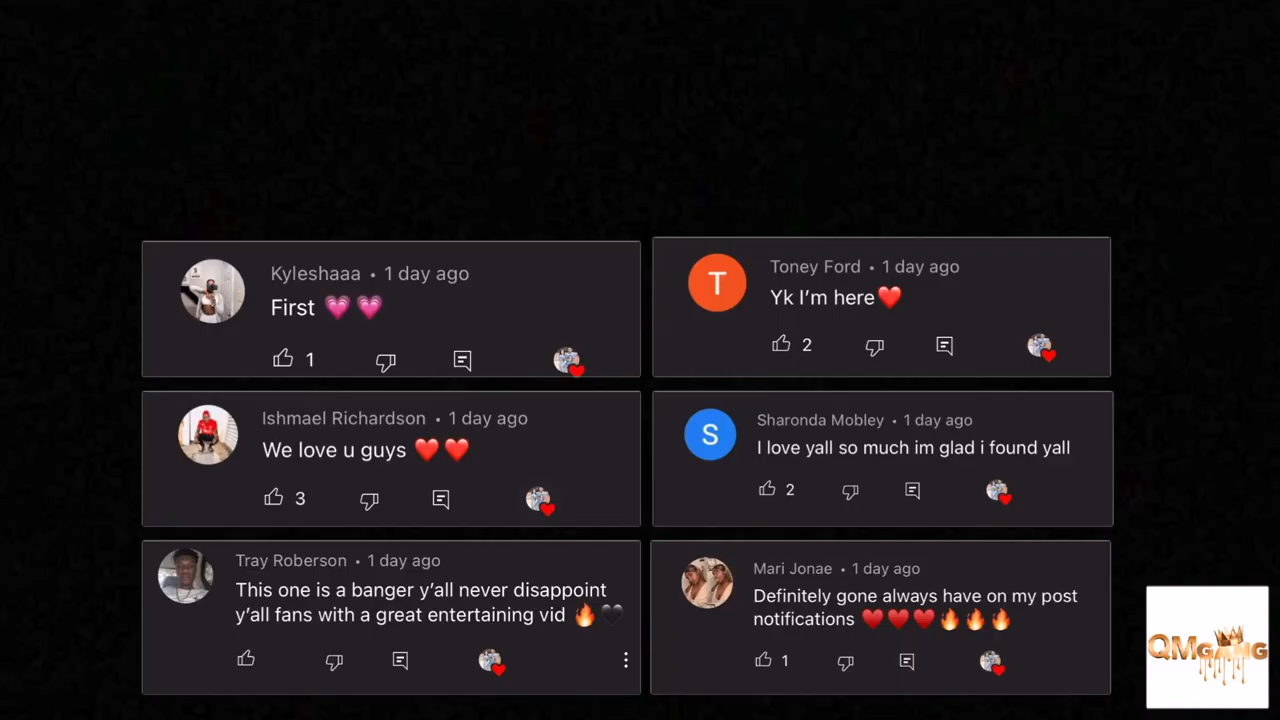 Kyleshaaa • 1 day ago
First 💗💗
1
Toney Ford • 1 day ago
T
Yk I’m here❤️
2
Ishmael Richardson • 1 day ago
We love u guys ❤️❤️
3
Sharonda Mobley • 1 day ago
S
I love yall so much im glad i found yall
2
Tray Roberson • 1 day ago
This one is a banger y’all never disappoint
y’all fans with a great entertaining vid 🔥🖤
Mari Jonae • 1 day ago
Definitely gone always have on my post
notifications ❤️❤️❤️🔥🔥🔥
1
QMGANG